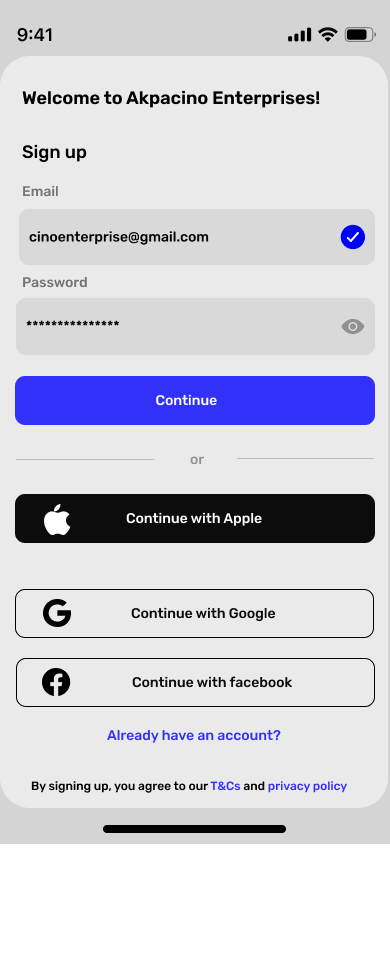 9:41
Welcome to Akpacino Enterprises!
Sign up
Email
cinoenterprise@gmail.com
Password
***************
Continue
or
Continue with Apple
Continue with Google
Continue with facebook
Already have an account?
By signing up, you agree to our T&Cs and privacy policy